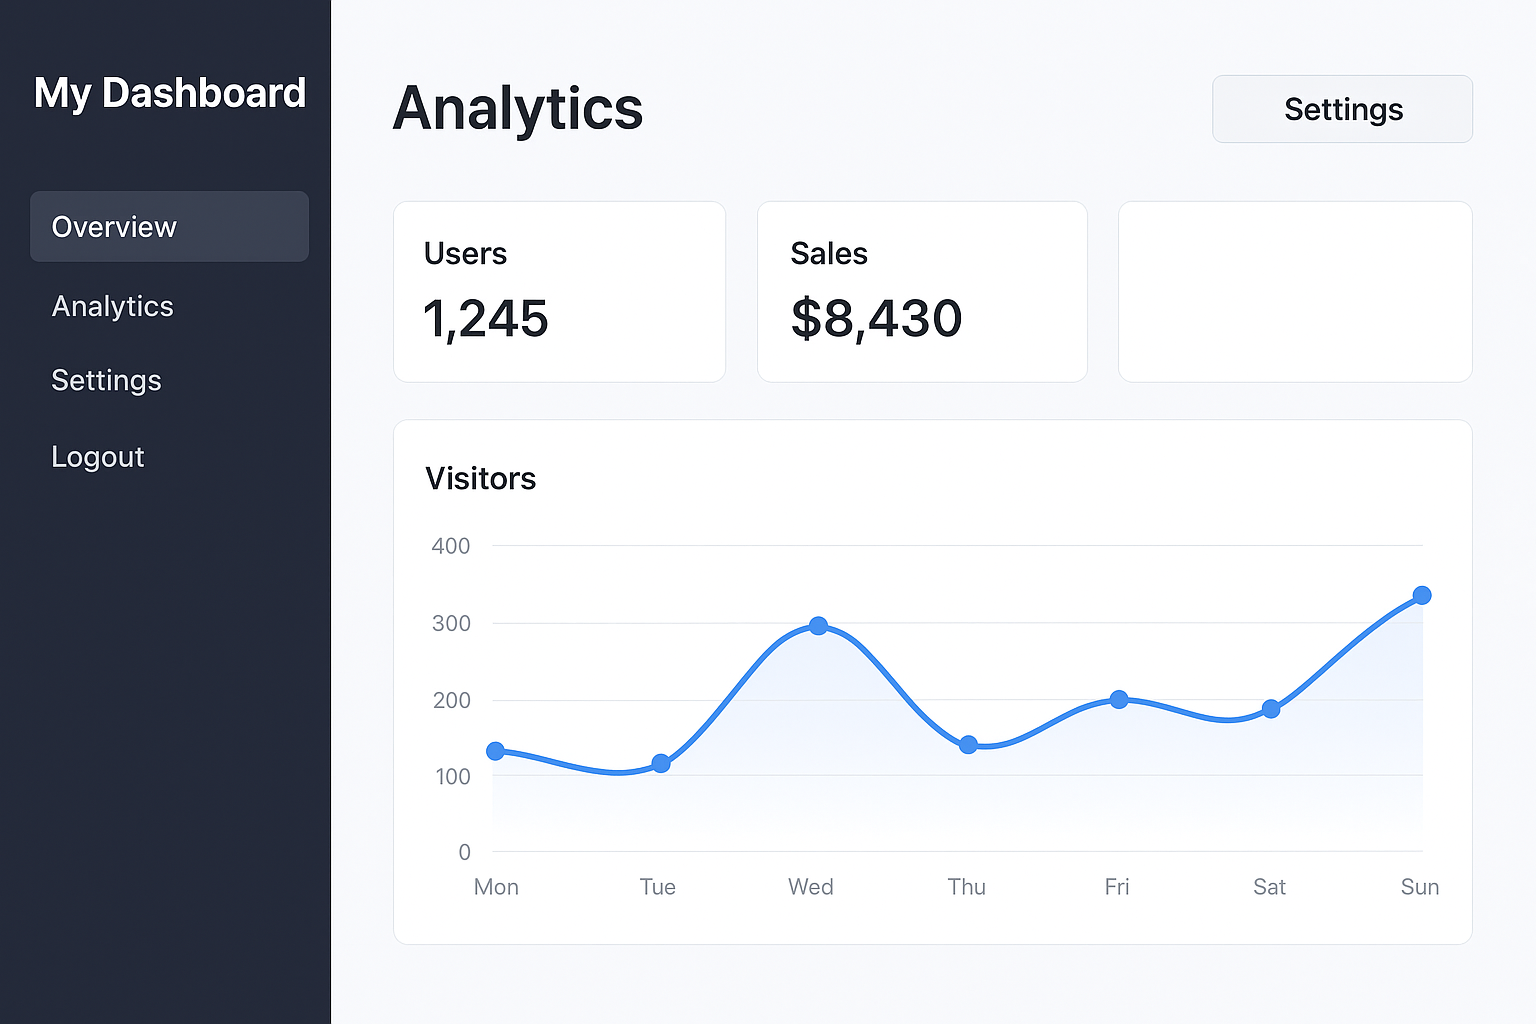 My Dashboard
Overview
Analytics
Settings
Logout
Analytics
Settings
Users
1,245
Sales
$8,430
Visitors
400
300
200
100
0
Mon Tue Wed Thu Fri Sat Sun